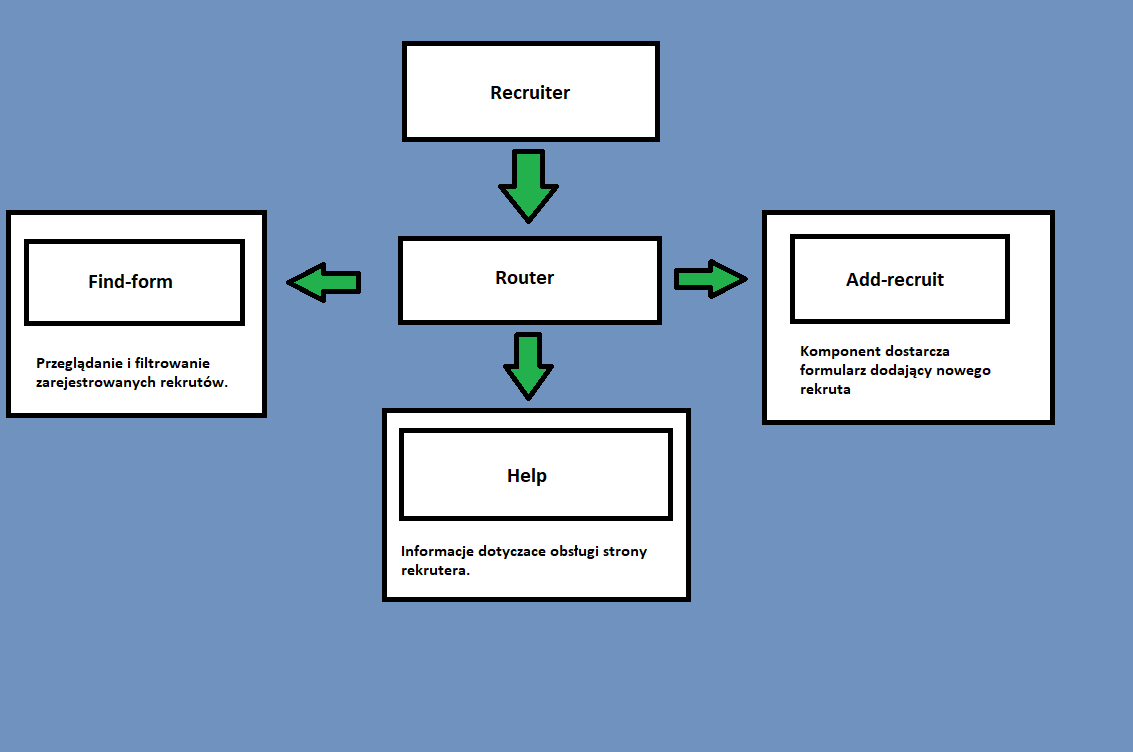 Recruiter
Router
Find-form
Przeglądanie i filtrowanie
zarejestrowanych rekrutów.
Add-recruit
Komponent dostarcza
formularz dodający nowego
rekruta
Help
Informacje dotyczace obsługi strony
rekrutera.